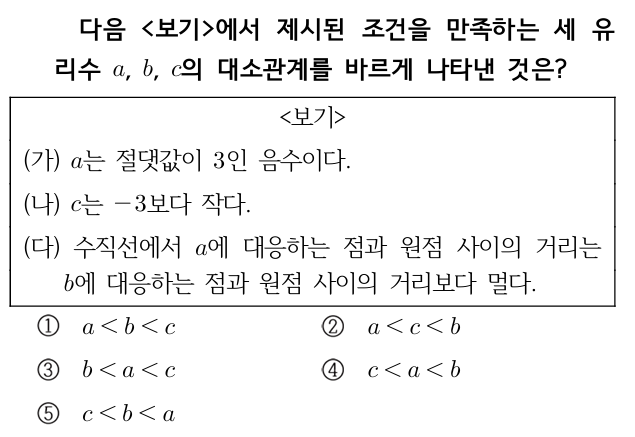 다음 <보기>에서 제시된 조건을 만족하는 세 유
리수 a, b, c의 대소관계를 바르게 나타낸 것은?
<보기>
(가) a는 절댓값이 3인 음수이다.
(나) c는 −3보다 작다.
(다) 수직선에서 a에 대응하는 점과 원점 사이의 거리는
b에 대응하는 점과 원점 사이의 거리보다 멀다.
① a < b < c ② a < c < b
③ b < a < c ④ c < a < b
⑤ c < b < a